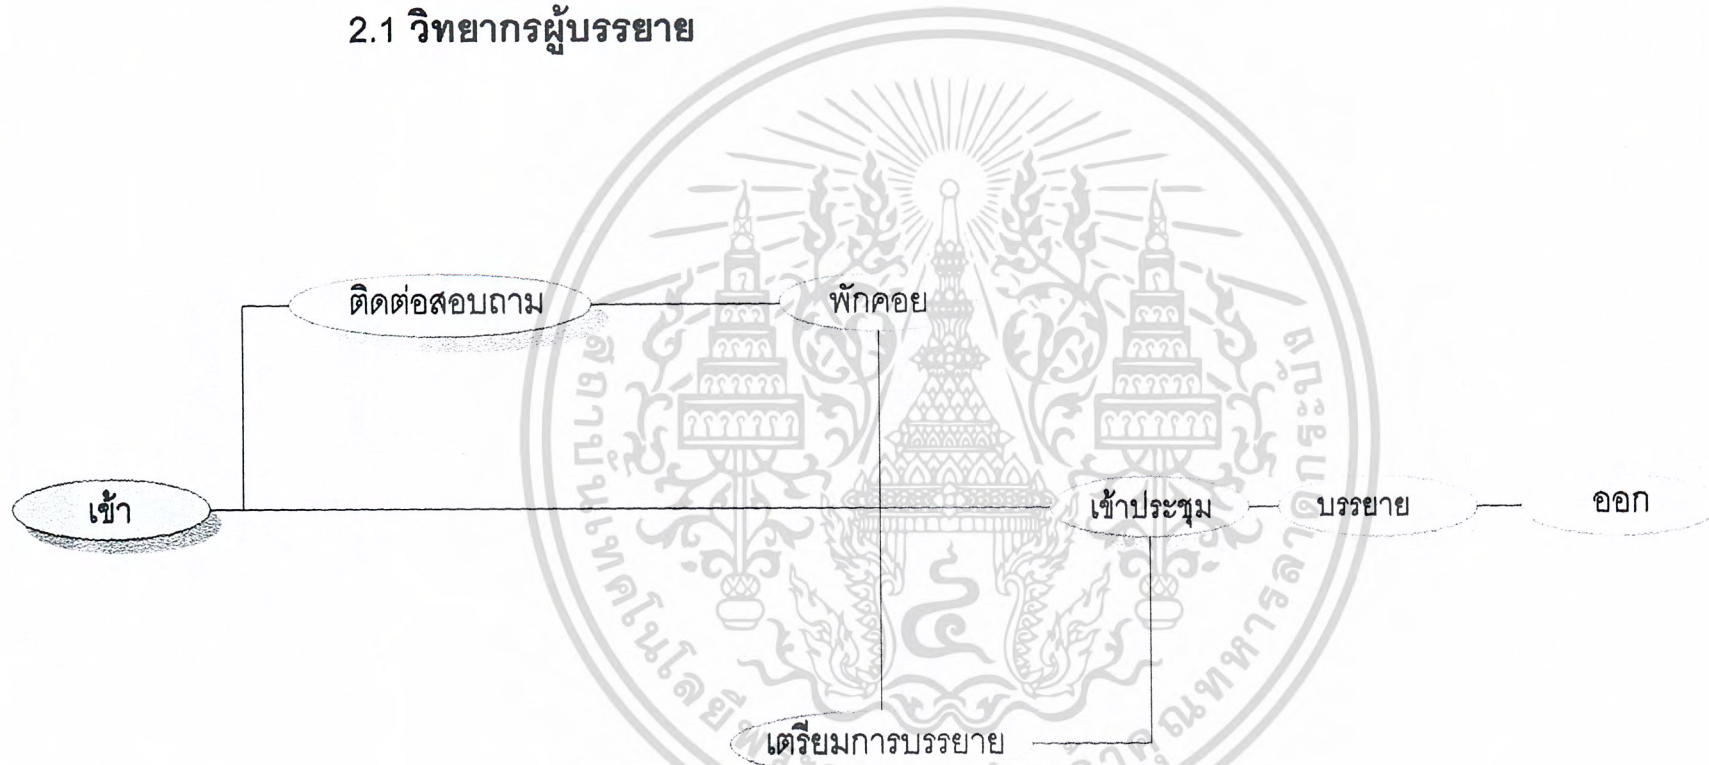 2.1 วิทยากรผู้บรรยาย
ติดต่อสอบถาม
พักคอย
เข้า
เข้าประชุม
บรรยาย
ออก
เตรียมการบรรยาย